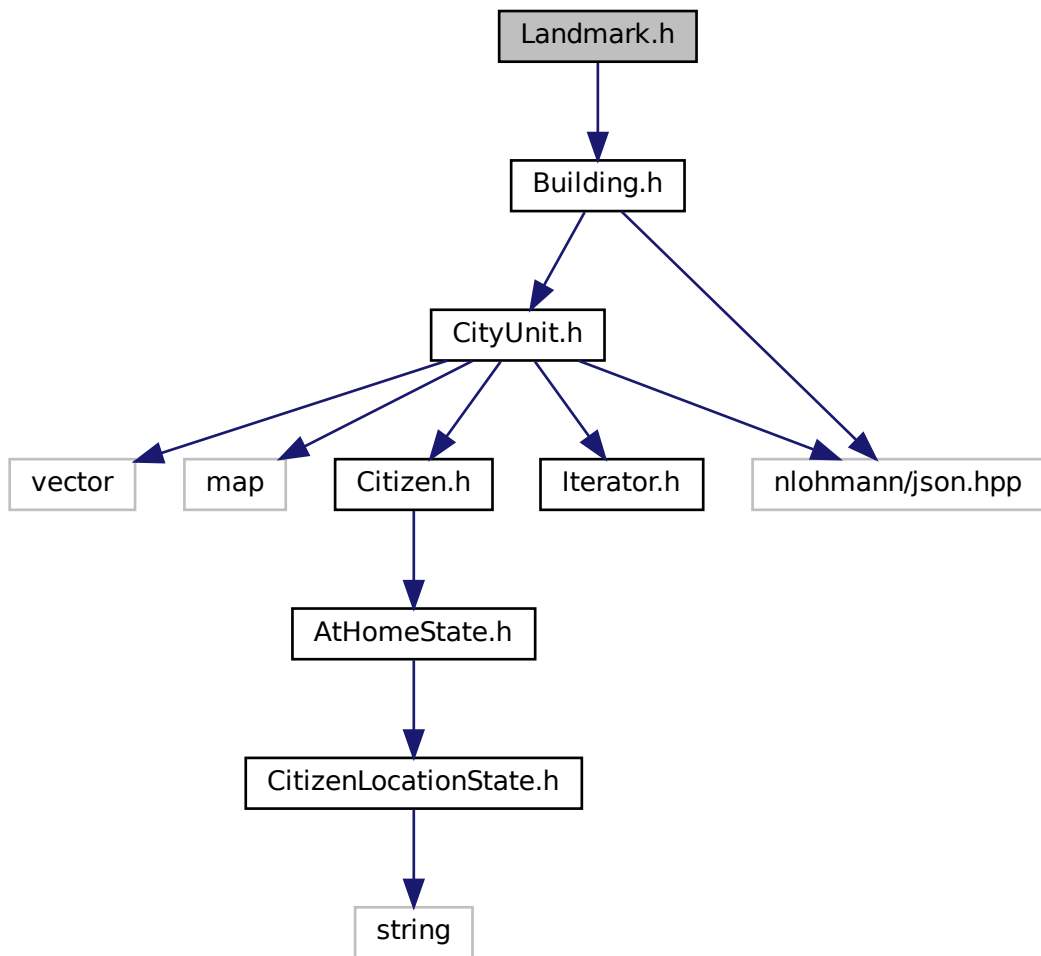 Landmark.h
Building.h
CityUnit.h
vector
map
Citizen.h
Iterator.h
nlohmann/json.hpp
AtHomeState.h
CitizenLocationState.h
string